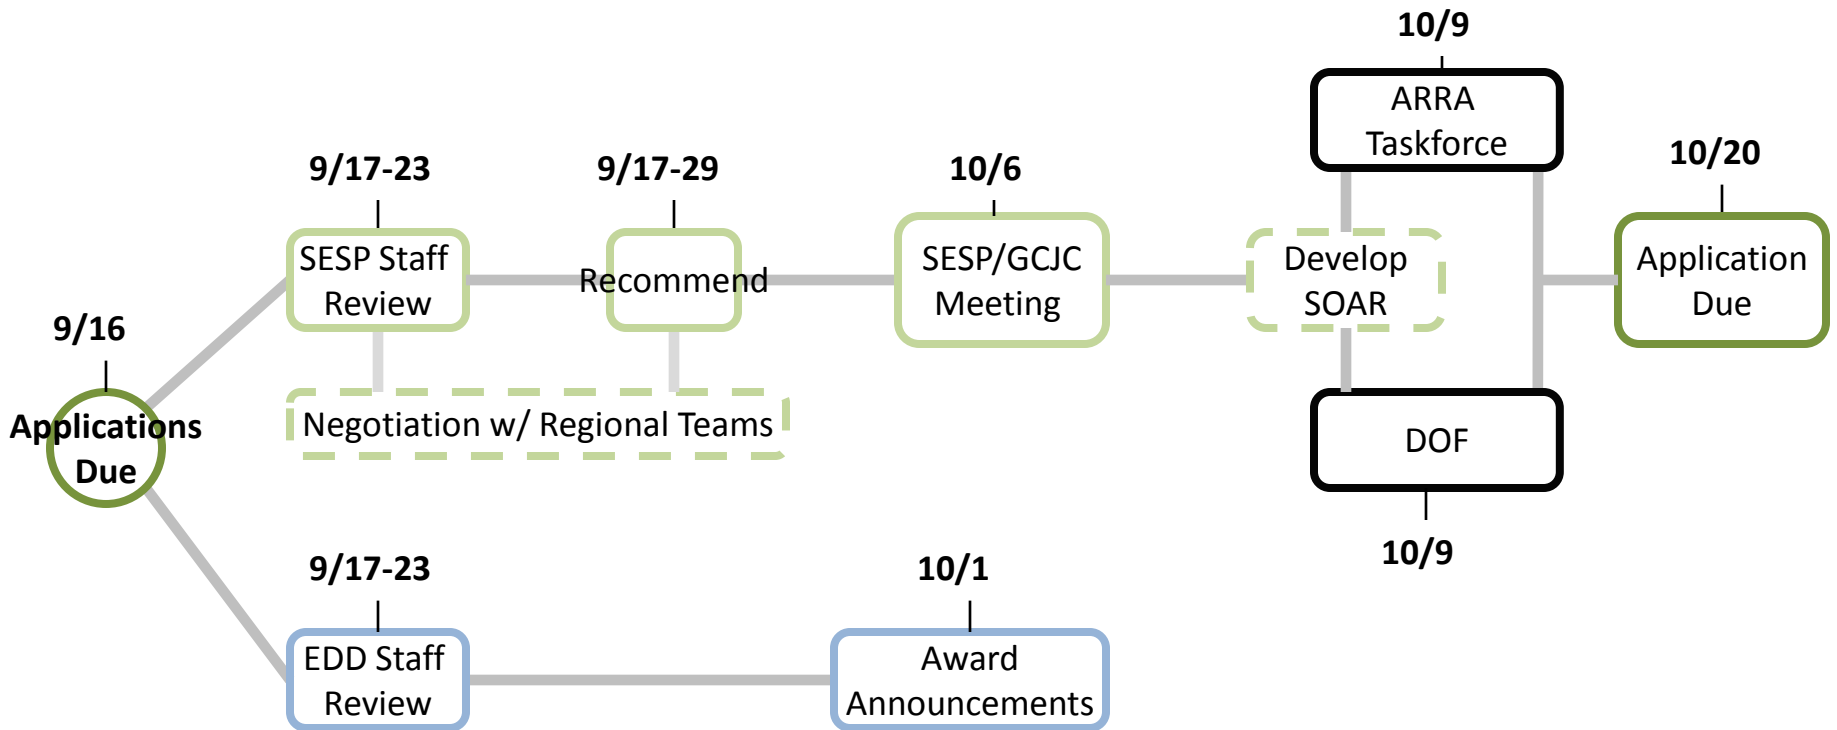 10/9
ARRA
Taskforce
9/17-23
9/17-29
10/6
10/20
SESP Staff
Review
Recommend
SESP/GCJC
Meeting
Develop
SOAR
Application
Due
9/16
Applications
Due
Negotiation w/ Regional Teams
DOF
10/9
9/17-23
10/1
EDD Staff
Review
Award
Announcements